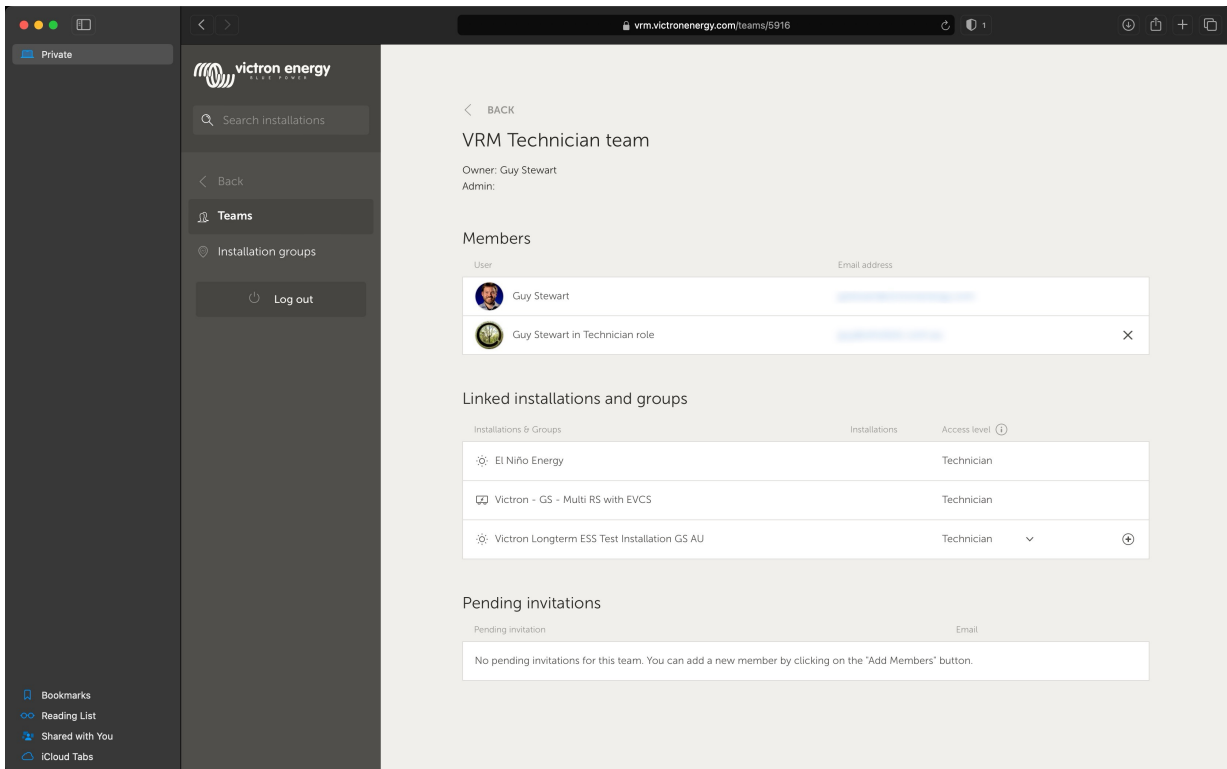 Private
vrm.victronenergy.com/teams/5916
1
victron energy
BLUE POWER
Search installations
Back
Teams
Installation groups
Log out
BACK
VRM Technician team
Owner: Guy Stewart
Admin:
Members
User Email address
Guy Stewart
Guy Stewart in Technician role
Linked installations and groups
Installations & Groups Installations Access level
El Niño Energy Technician
Victron - GS - Multi RS with EVCS Technician
Victron Longterm ESS Test Installation GS AU Technician
Pending invitations
Pending invitation Email
No pending invitations for this team. You can add a new member by clicking on the "Add Members" button.
Bookmarks
Reading List
Shared with You
iCloud Tabs